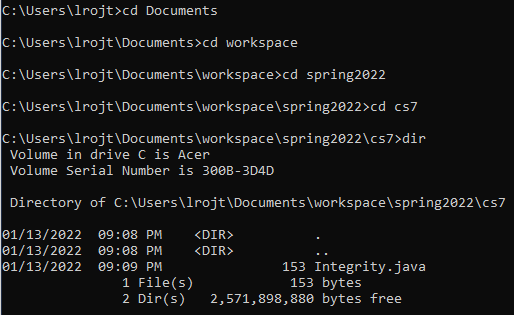 C:\Users\lrojt>cd Documents
C:\Users\lrojt\Documents>cd workspace
C:\Users\lrojt\Documents\workspace>cd spring2022
C:\Users\lrojt\Documents\workspace\spring2022>cd cs7
C:\Users\lrojt\Documents\workspace\spring2022\cs7>dir
 Volume in drive C is Acer
 Volume Serial Number is 300B-3D4D
 Directory of C:\Users\lrojt\Documents\workspace\spring2022\cs7
01/13/2022  09:08 PM    <DIR>          .
01/13/2022  09:08 PM    <DIR>          ..
01/13/2022  09:09 PM               153 Integrity.java
               1 File(s)            153 bytes
               2 Dir(s)   2,571,898,880 bytes free